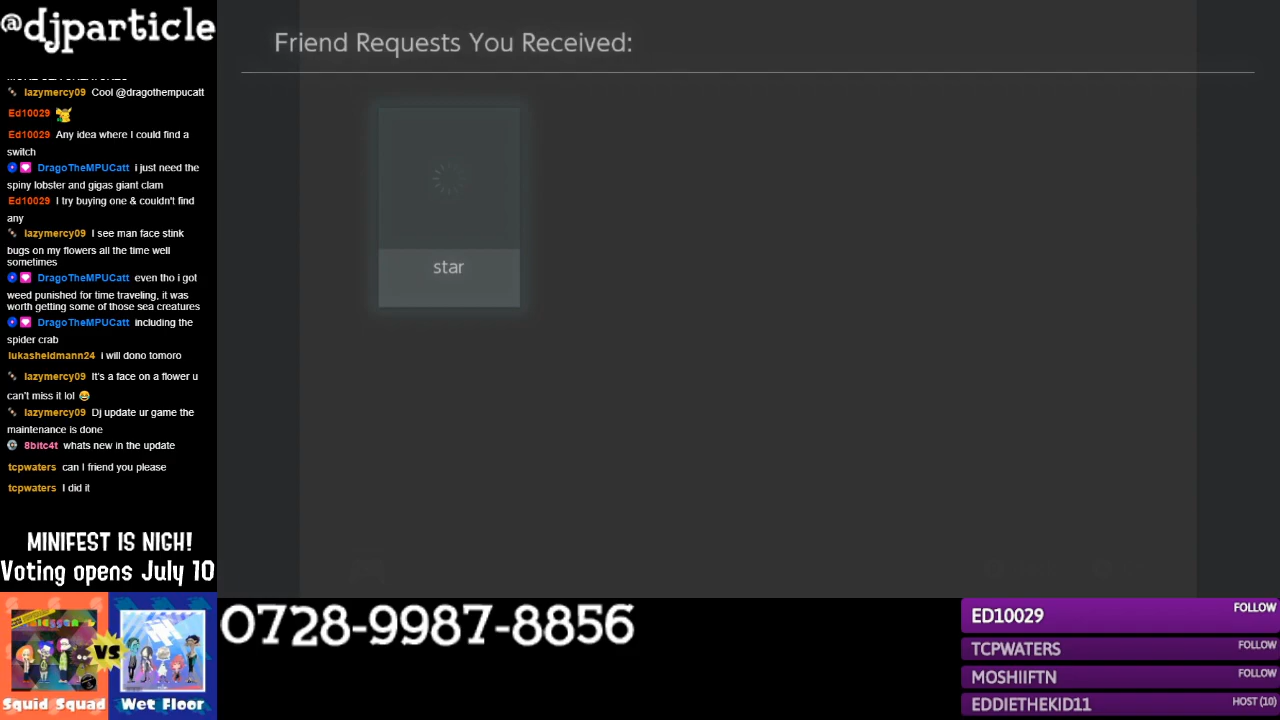 @djparticle
lazymercy09 Cool @dragothempucatt
Ed10029
Ed10029 Any idea where I could find a
switch
DragoTheMPUCatt i just need the
spiny lobster and gigas giant clam
Ed10029 I try buying one & couldn't find
any
lazymercy09 I see man face stink
bugs on my flowers all the time well
sometimes
DragoTheMPUCatt even tho i got
weed punished for time traveling, it was
worth getting some of those sea creatures
DragoTheMPUCatt including the
spider crab
lukasheldmann24 i will dono tomoro
lazymercy09 It's a face on a flower u
can't miss it lol 😂
lazymercy09 Dj update ur game the
maintenance is done
8bitc4t whats new in the update
tcpwaters can I friend you please
tcpwaters I did it
MINIFEST IS NIGH!
Voting opens July 10
VS
Squid Squad
Wet Floor
Friend Requests You Received:
star
0728-9987-8856
ED10029 FOLLOW
TCPWATERS FOLLOW
MOSHIIFTN FOLLOW
EDDIETHEKID11 HOST (10)